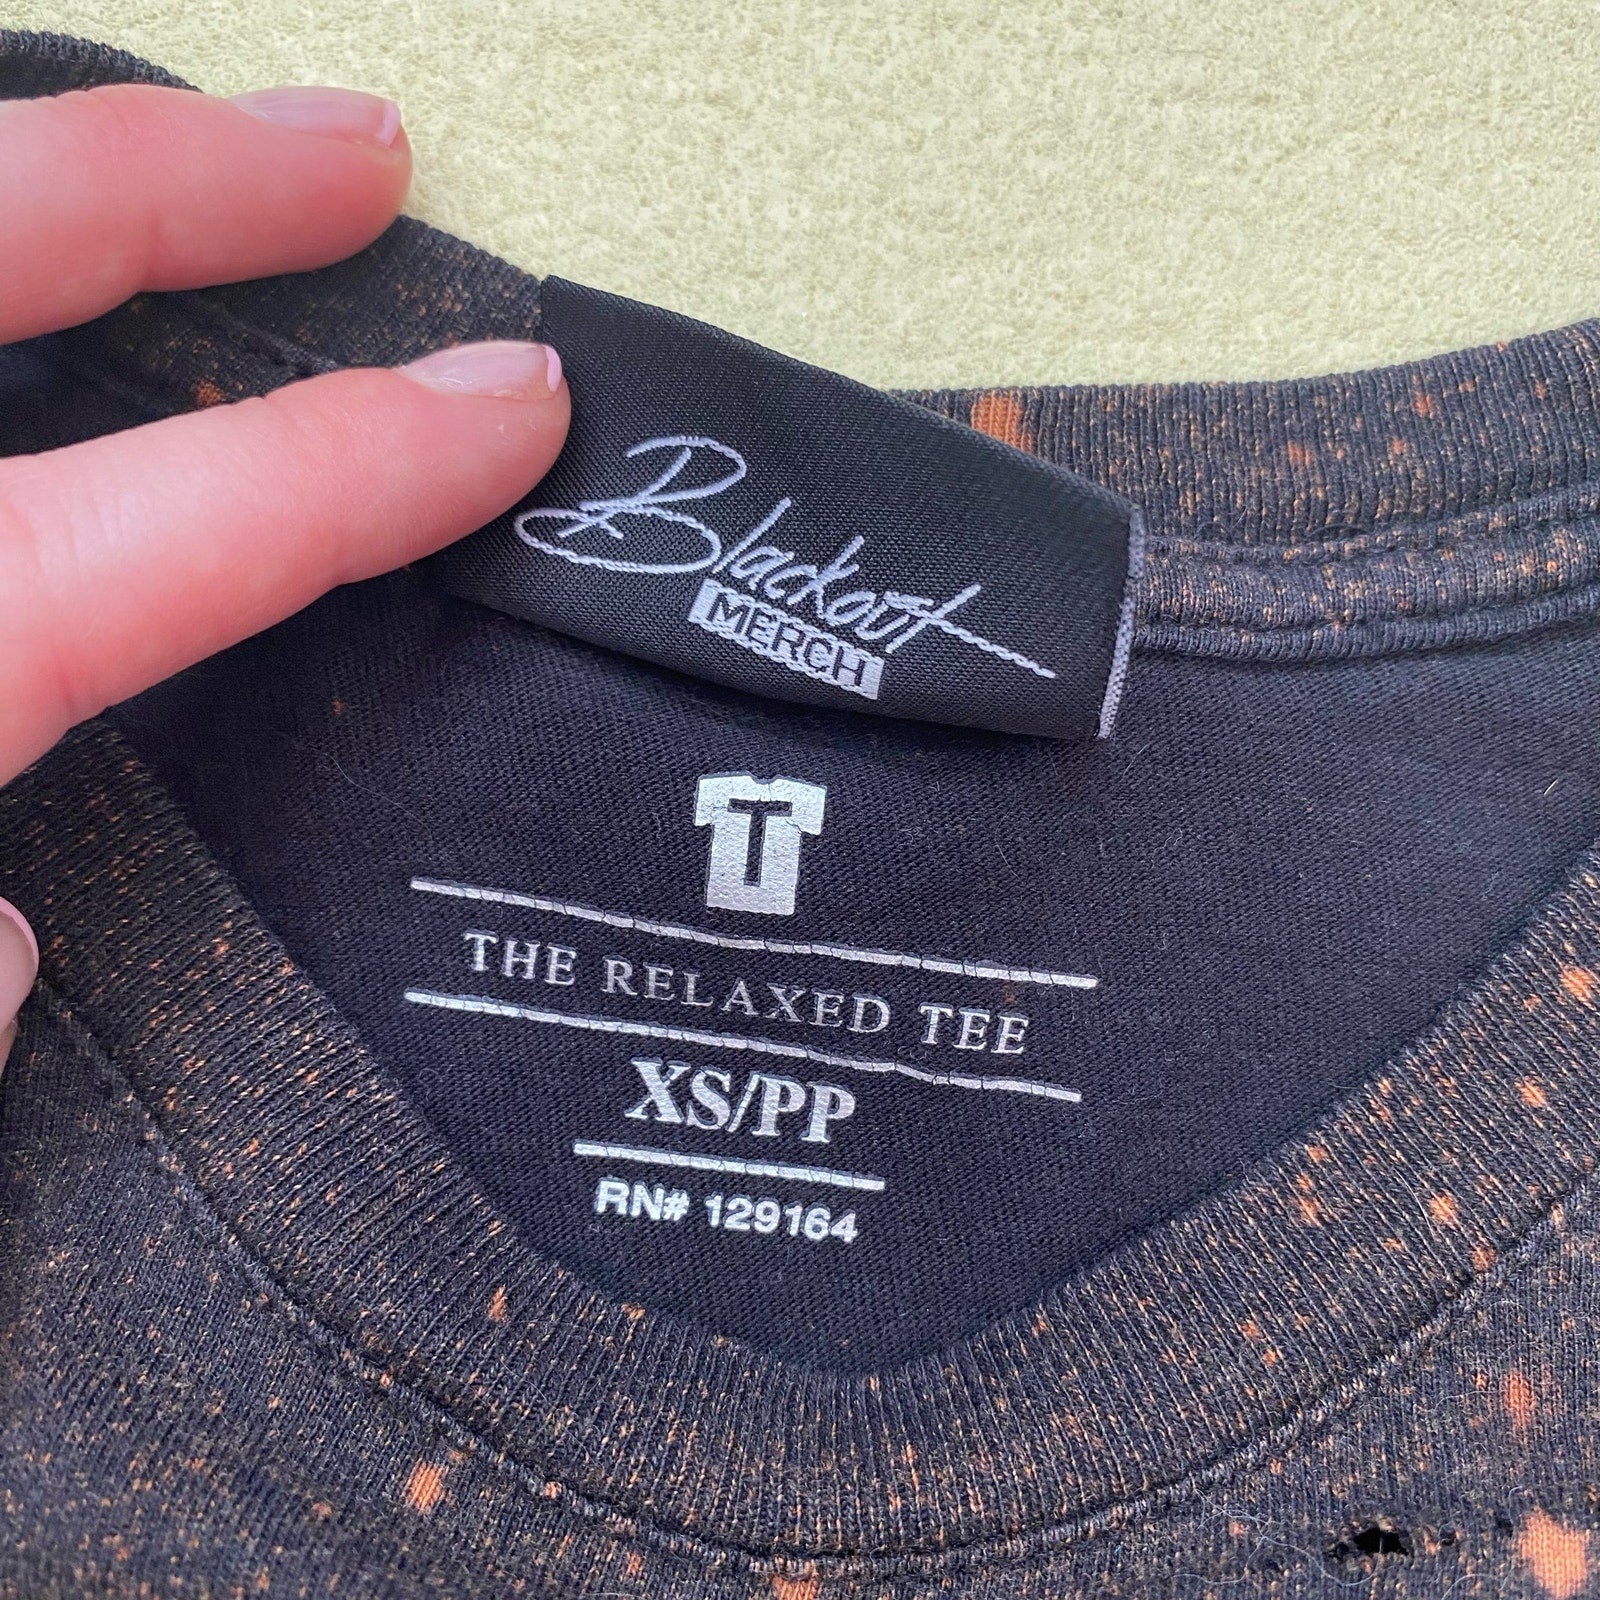 Blackout
MERCH
T
THE RELAXED TEE
XS/PP
RN# 129164